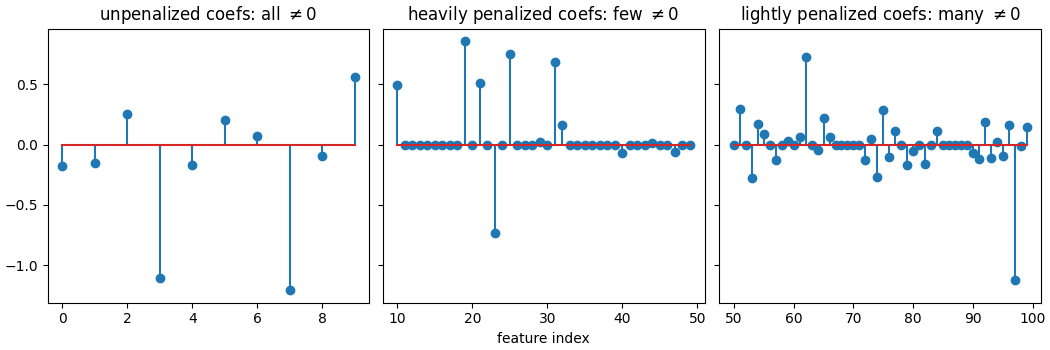 unpenalized coefs: all ≠0
heavily penalized coefs: few ≠0
lightly penalized coefs: many ≠0
0.5
0.0
−0.5
−1.0
0 2 4 6 8
10 20 30 40 50
50 60 70 80 90 100
feature index